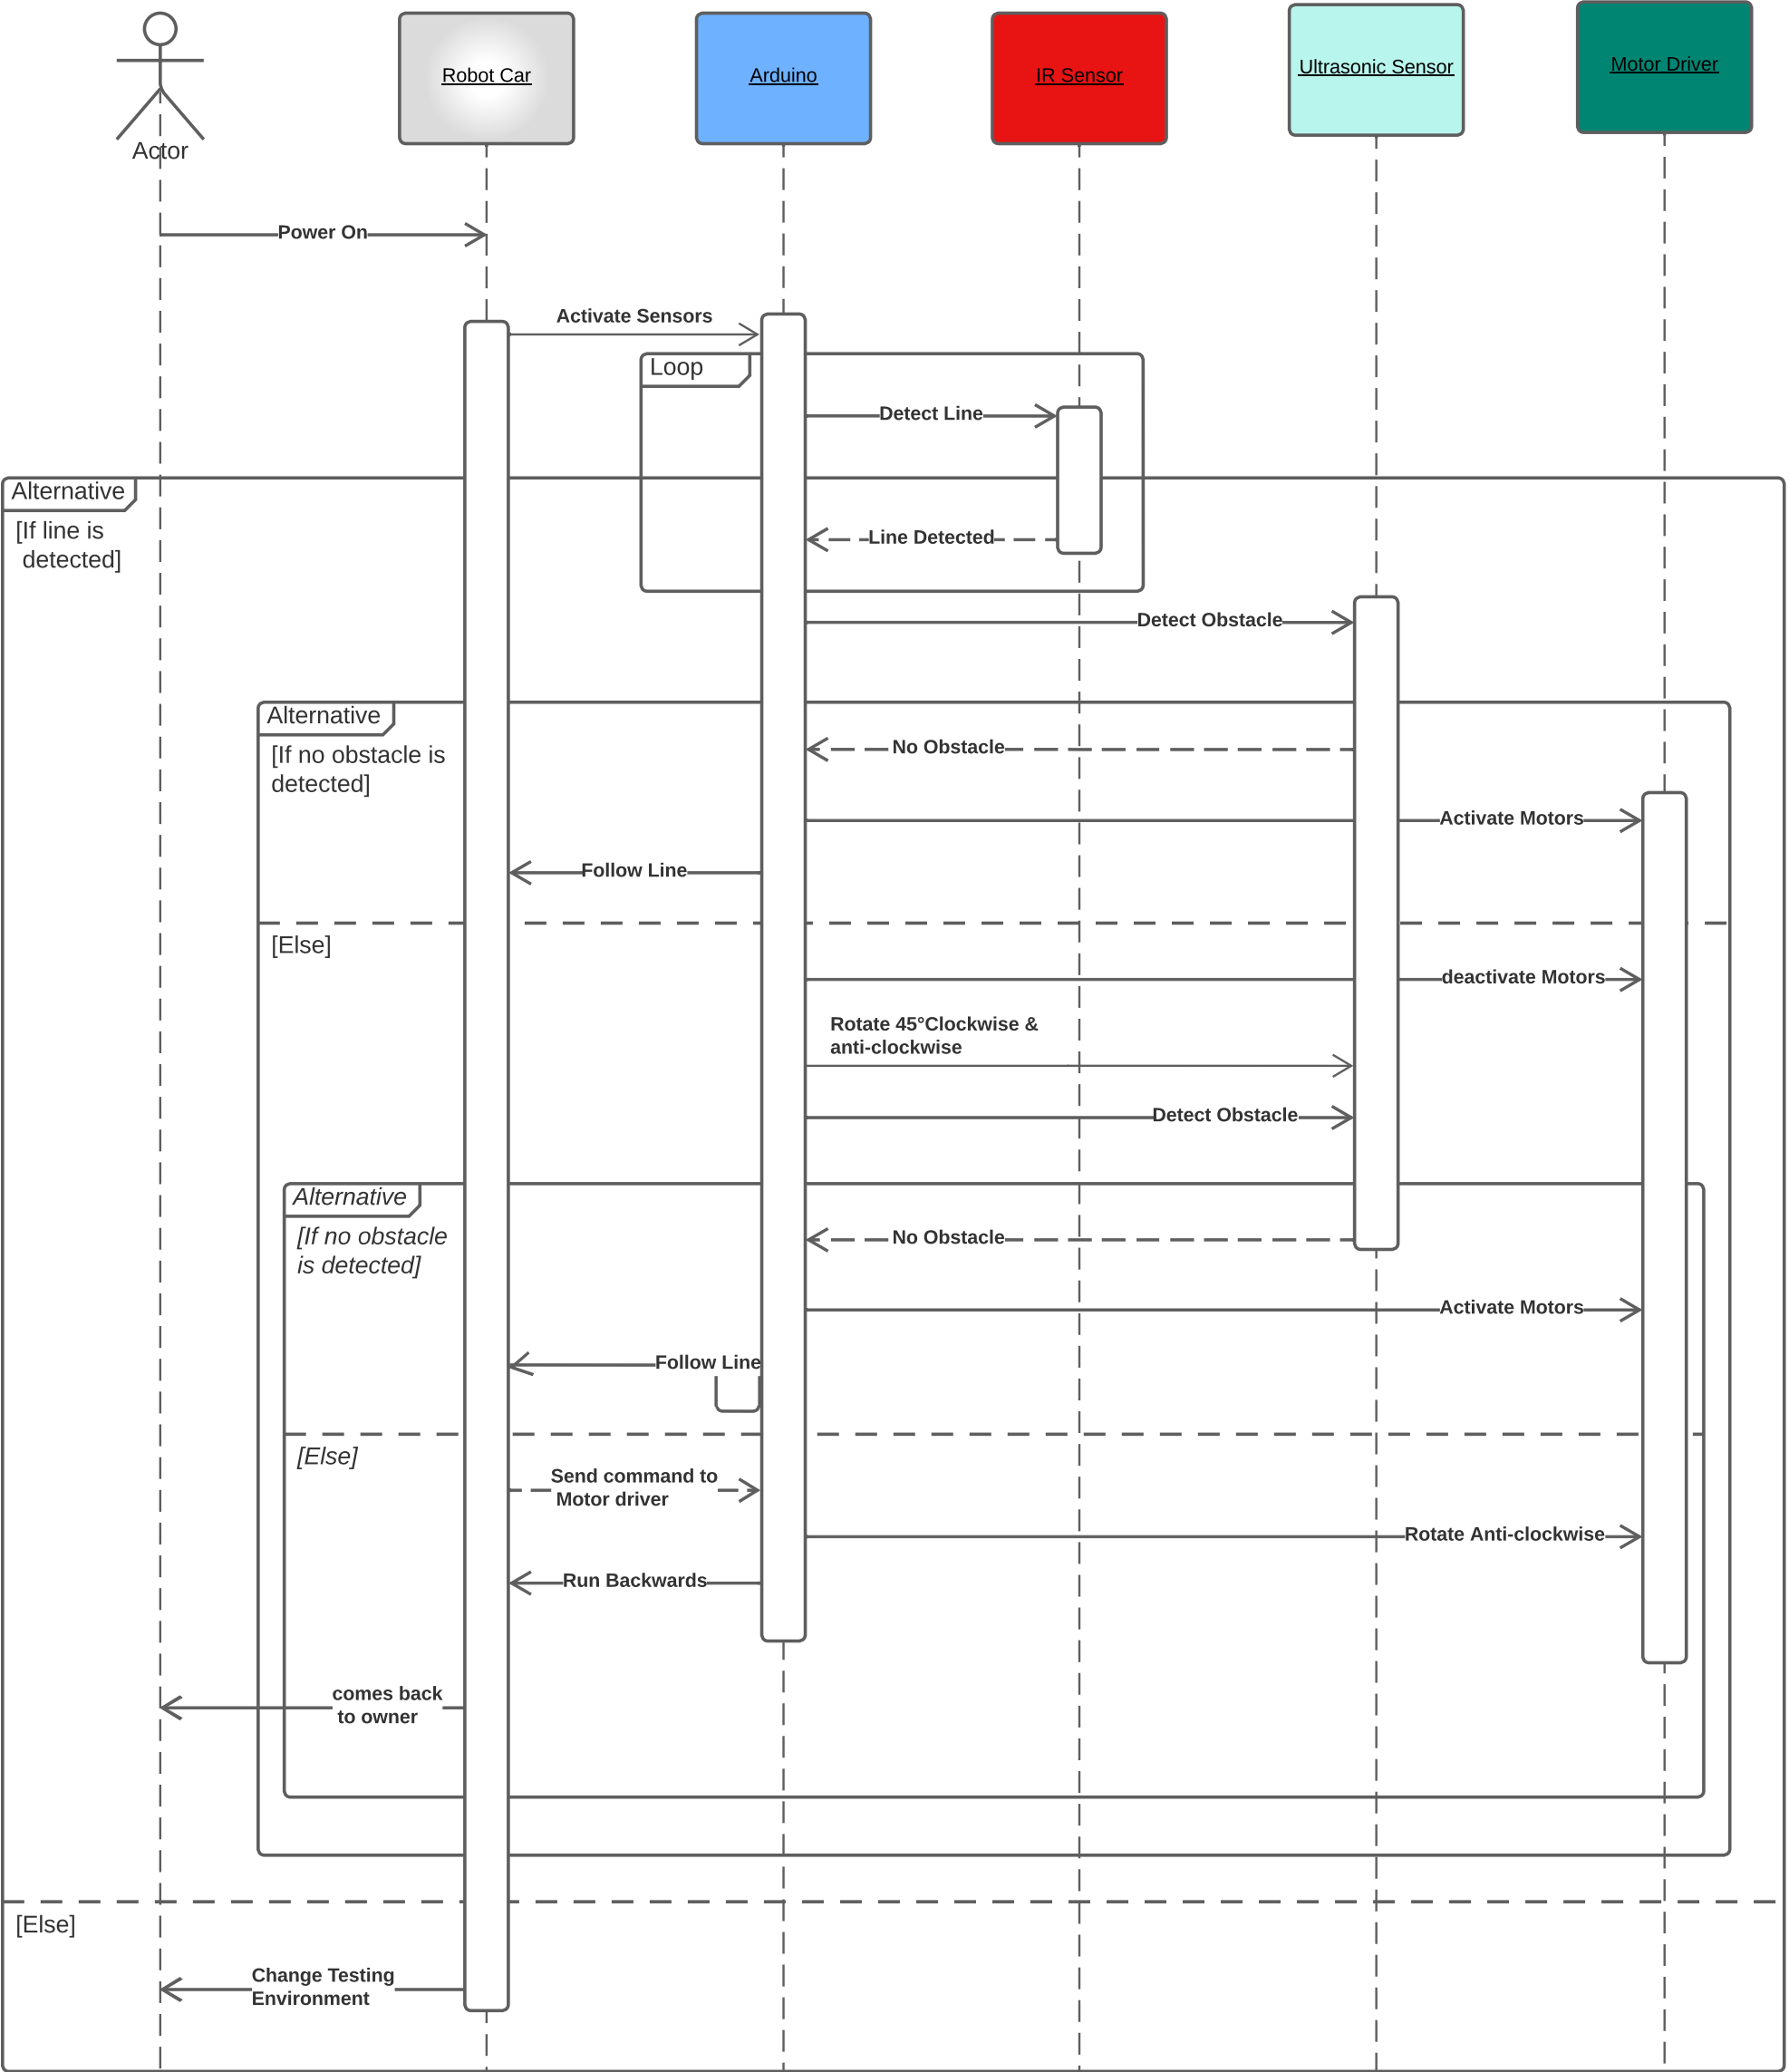 Actor
Robot Car
Arduino
IR Sensor
Ultrasonic Sensor
Motor Driver
Power On
Activate Sensors
Loop
Detect Line
Alternative
[If line is
detected]
Line Detected
Detect Obstacle
Alternative
[If no obstacle is
detected]
No Obstacle
Activate Motors
Follow Line
[Else]
deactivate Motors
Rotate 45°Clockwise &
anti-clockwise
Detect Obstacle
Alternative
[If no obstacle
is detected]
No Obstacle
Activate Motors
Follow Line
[Else]
Send command to
Motor driver
Rotate Anti-clockwise
Run Backwards
comes back
to owner
[Else]
Change Testing
Environment